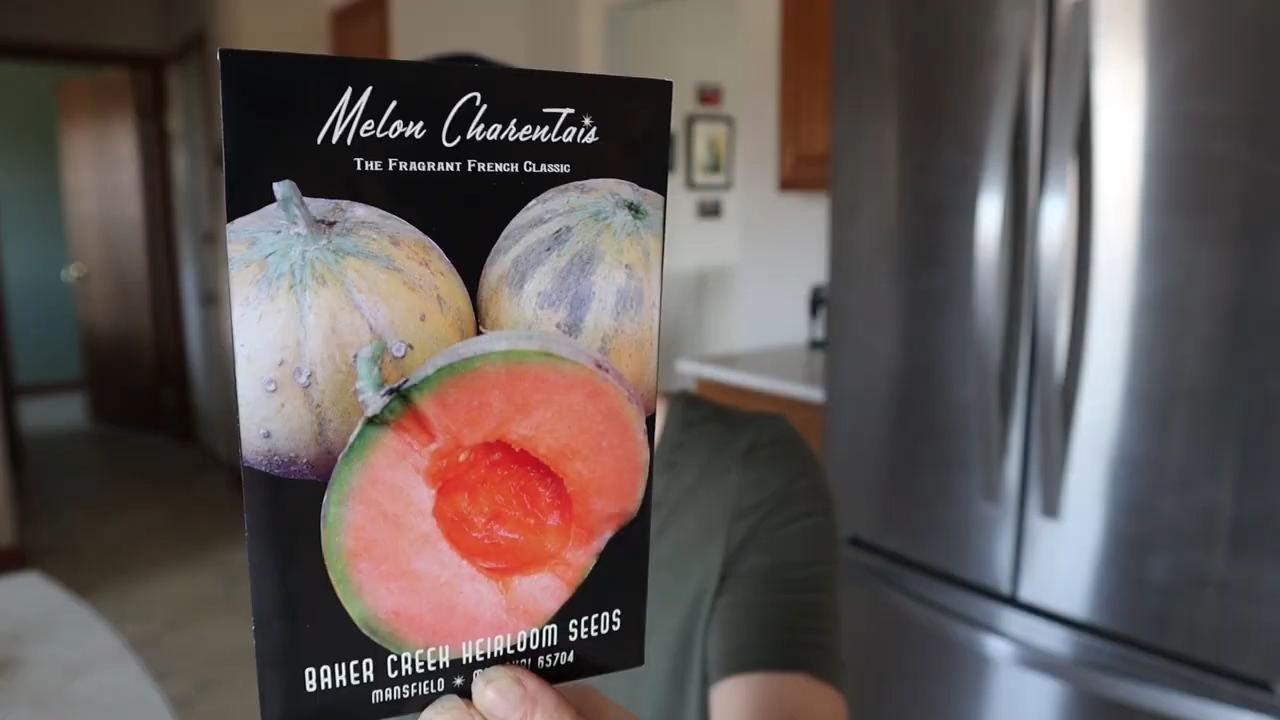 Melon Charentais
The Fragrant French Classic
BAKER CREEK HEIRLOOM SEEDS
MANSFIELD * 65704